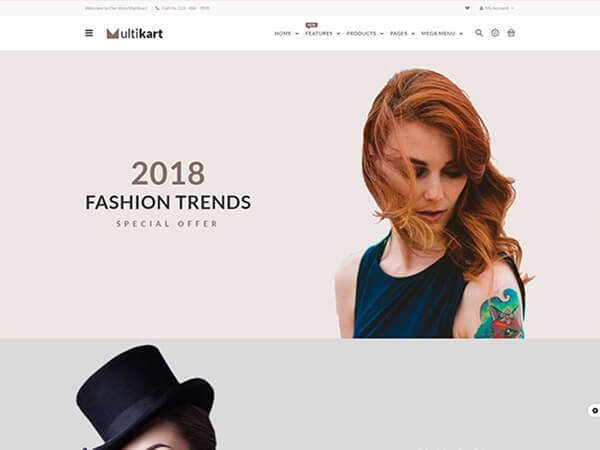 Welcome to Our store Multikart
Call Us: 123 - 456 - 7890
My Account
Multikart
HOME
NEW
FEATURES
PRODUCTS
PAGES
MEGA MENU
2018
FASHION TRENDS
SPECIAL OFFER